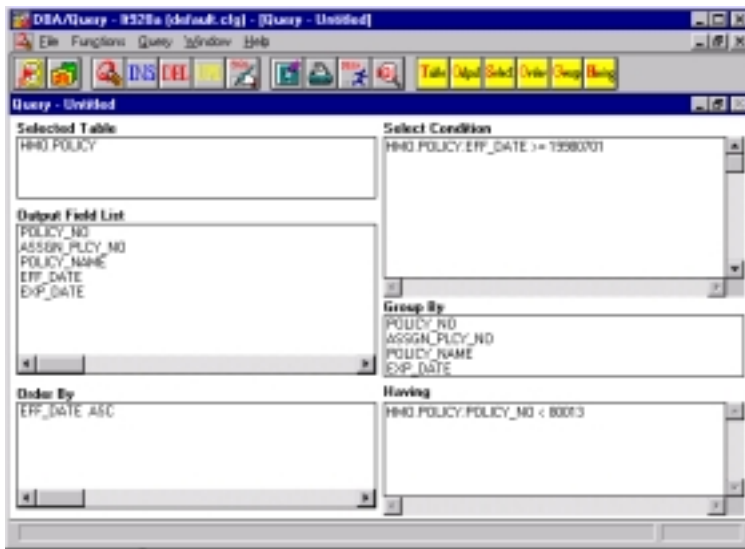 DBA/Query - It920a (default.cfg) - [Query - Untitled]
File Functions Query Window Help
INS DEL
Table Output Select Order Group Having
Query - Untitled
Selected Table
HMO.POLICY
Output Field List
POLICY_NO
ASSGN_PLCY_NO
POLICY_NAME
EFF_DATE
EXP_DATE
Order By
EFF_DATE ASC
Select Condition
HMO.POLICY.EFF_DATE >= 19980701
Group By
POLICY_NO
ASSGN_PLCY_NO
POLICY_NAME
EXP_DATE
Having
HMO.POLICY.POLICY_NO < 80013